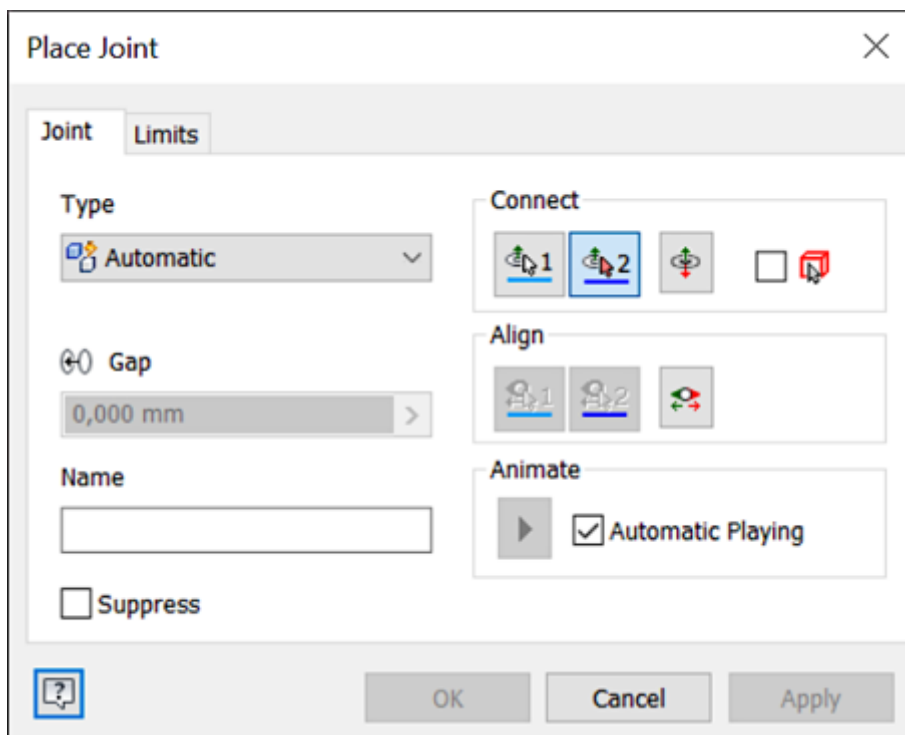 Place Joint
Joint
Limits
Type
Automatic
Gap
0,000 mm
Name
Suppress
Connect
1
2
Align
1
2
Animate
Automatic Playing
?
OK
Cancel
Apply